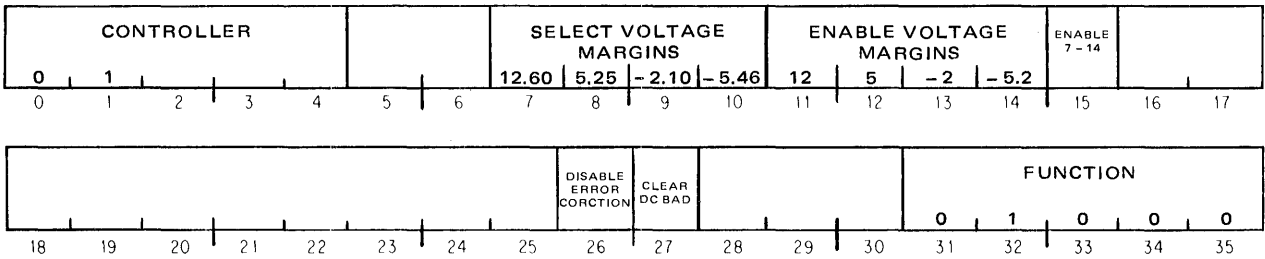 CONTROLLER SELECT VOLTAGE MARGINS ENABLE VOLTAGE MARGINS ENABLE 7 – 14
0 1 12.60 5.25 –2.10 –5.46 12 5 –2 –5.2
0 1 2 3 4 5 6 7 8 9 10 11 12 13 14 15 16 17
DISABLE ERROR CORCTION CLEAR DC BAD FUNCTION
0 1 0 0 0
18 19 20 21 22 23 24 25 26 27 28 29 30 31 32 33 34 35